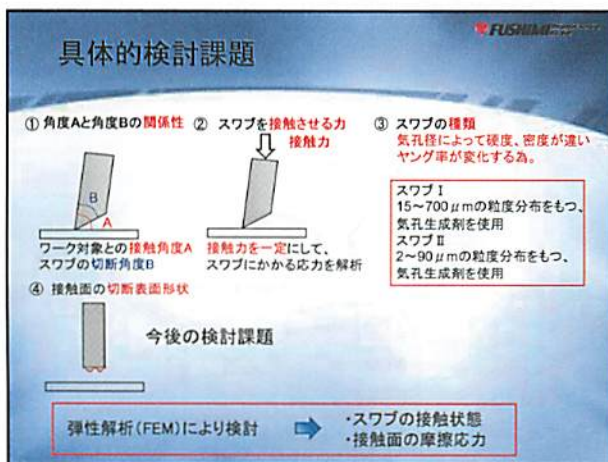 FUSHIMI
具体的検討課題
① 角度Aと角度Bの関係性
B
A
ワーク対象との接触角度A
スワブの切断角度B
② スワブを接触させる力
接触力
接触力を一定にして、
スワブにかかる応力を解析
③ スワブの種類
気孔径によって硬度、密度が違い
ヤング率が変化する為。
スワブⅠ
15~700μmの粒度分布をもつ、
気孔生成剤を使用
スワブⅡ
2~90μmの粒度分布をもつ、
気孔生成剤を使用
④ 接触面の切断表面形状
今後の検討課題
弾性解析(FEM)により検討
・スワブの接触状態
・接触面の摩擦応力